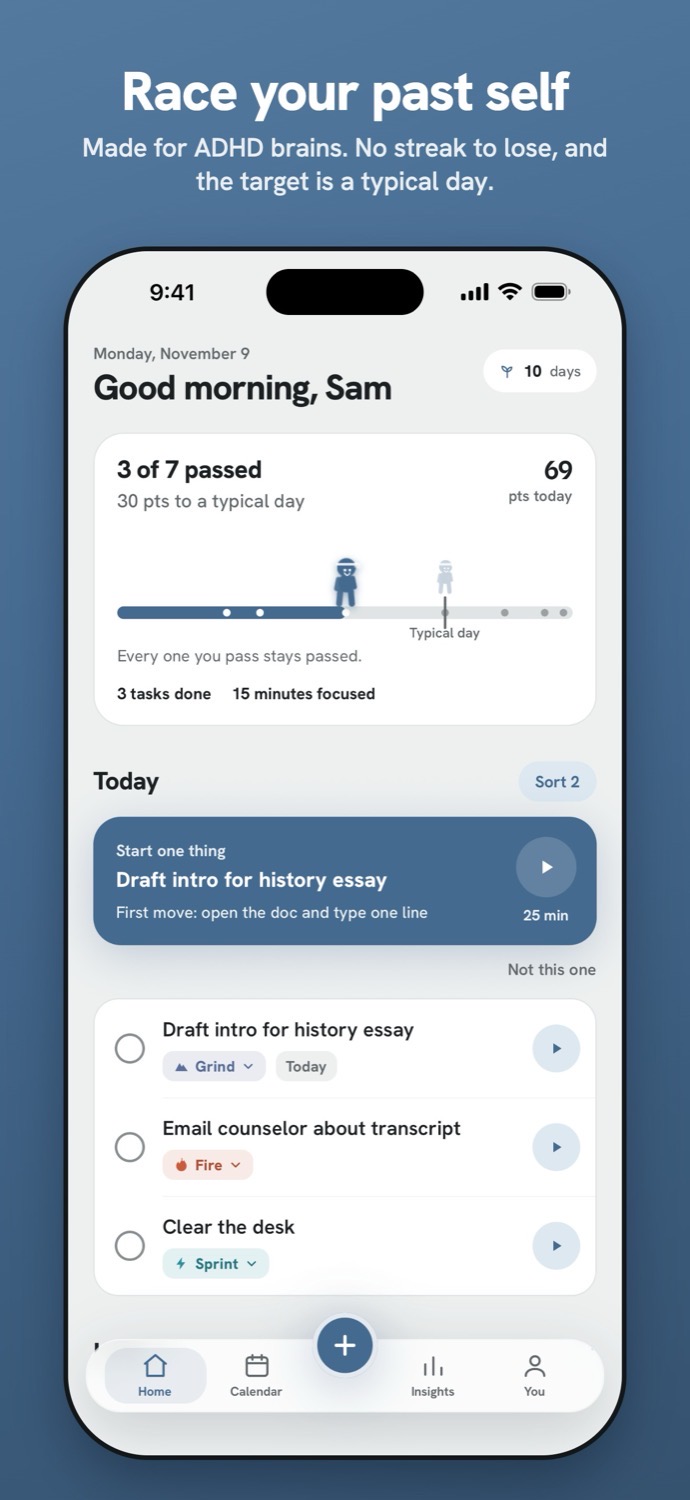 Race your past self
Made for ADHD brains. No streak to lose, and
the target is a typical day.
9:41
Monday, November 9
Good morning, Sam
10 days
3 of 7 passed
69
30 pts to a typical day
pts today
Typical day
Every one you pass stays passed.
3 tasks done 15 minutes focused
Today
Sort 2
Start one thing
Draft intro for history essay
First move: open the doc and type one line
25 min
Not this one
Draft intro for history essay
Grind
Today
Email counselor about transcript
Fire
Clear the desk
Sprint
Home
Calendar
Insights
You